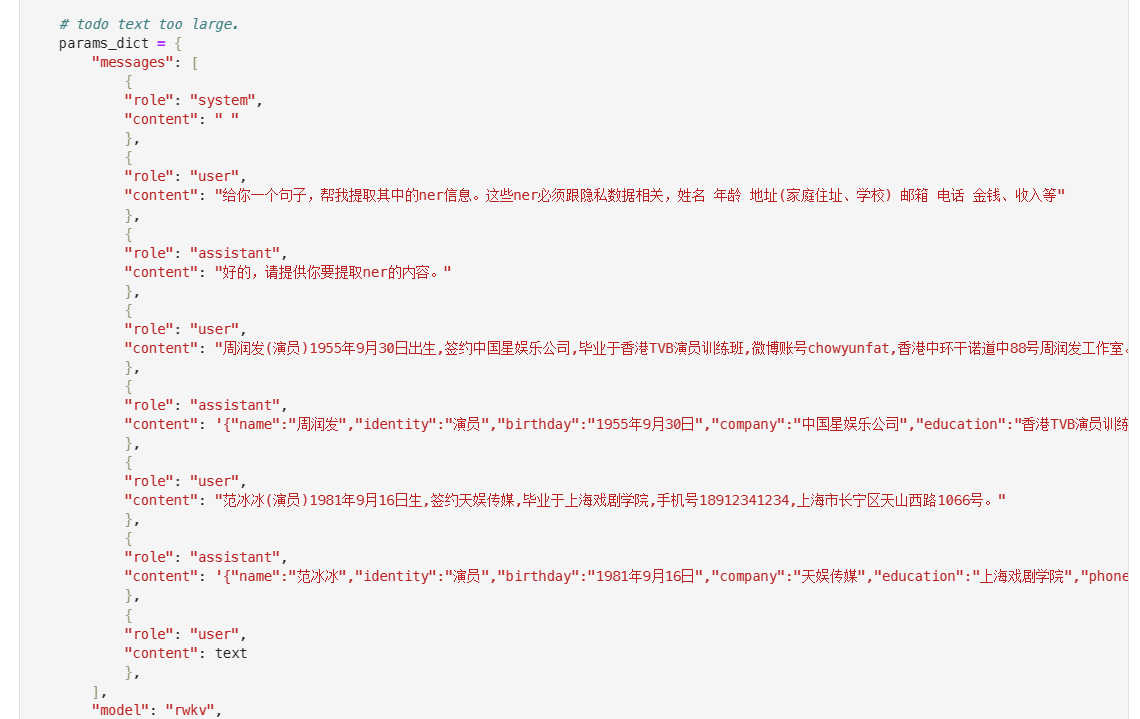 # todo text too large.
params_dict = {
"messages": [
{
"role": "system",
"content": " "
},
{
"role": "user",
"content": "给你一个句子，帮我提取其中的ner信息。这些ner必须跟隐私数据相关，姓名 年龄 地址(家庭住址、学校) 邮箱 电话 金钱、收入等"
},
{
"role": "assistant",
"content": "好的，请提供你要提取ner的内容。"
},
{
"role": "user",
"content": "周润发(演员)1955年9月30日出生,签约中国星娱乐公司,毕业于香港TVB演员训练班,微博账号chowyunfat,香港中环干诺道中88号周润发工作室。
},
{
"role": "assistant",
"content": '{"name":"周润发","identity":"演员","birthday":"1955年9月30日","company":"中国星娱乐公司","education":"香港TVB演员训练
},
{
"role": "user",
"content": "范冰冰(演员)1981年9月16日生,签约天娱传媒,毕业于上海戏剧学院,手机号18912341234,上海市长宁区天山西路1066号。"
},
{
"role": "assistant",
"content": '{"name":"范冰冰","identity":"演员","birthday":"1981年9月16日","company":"天娱传媒","education":"上海戏剧学院","phone
},
{
"role": "user",
"content": text
},
],
"model": "rwkv",